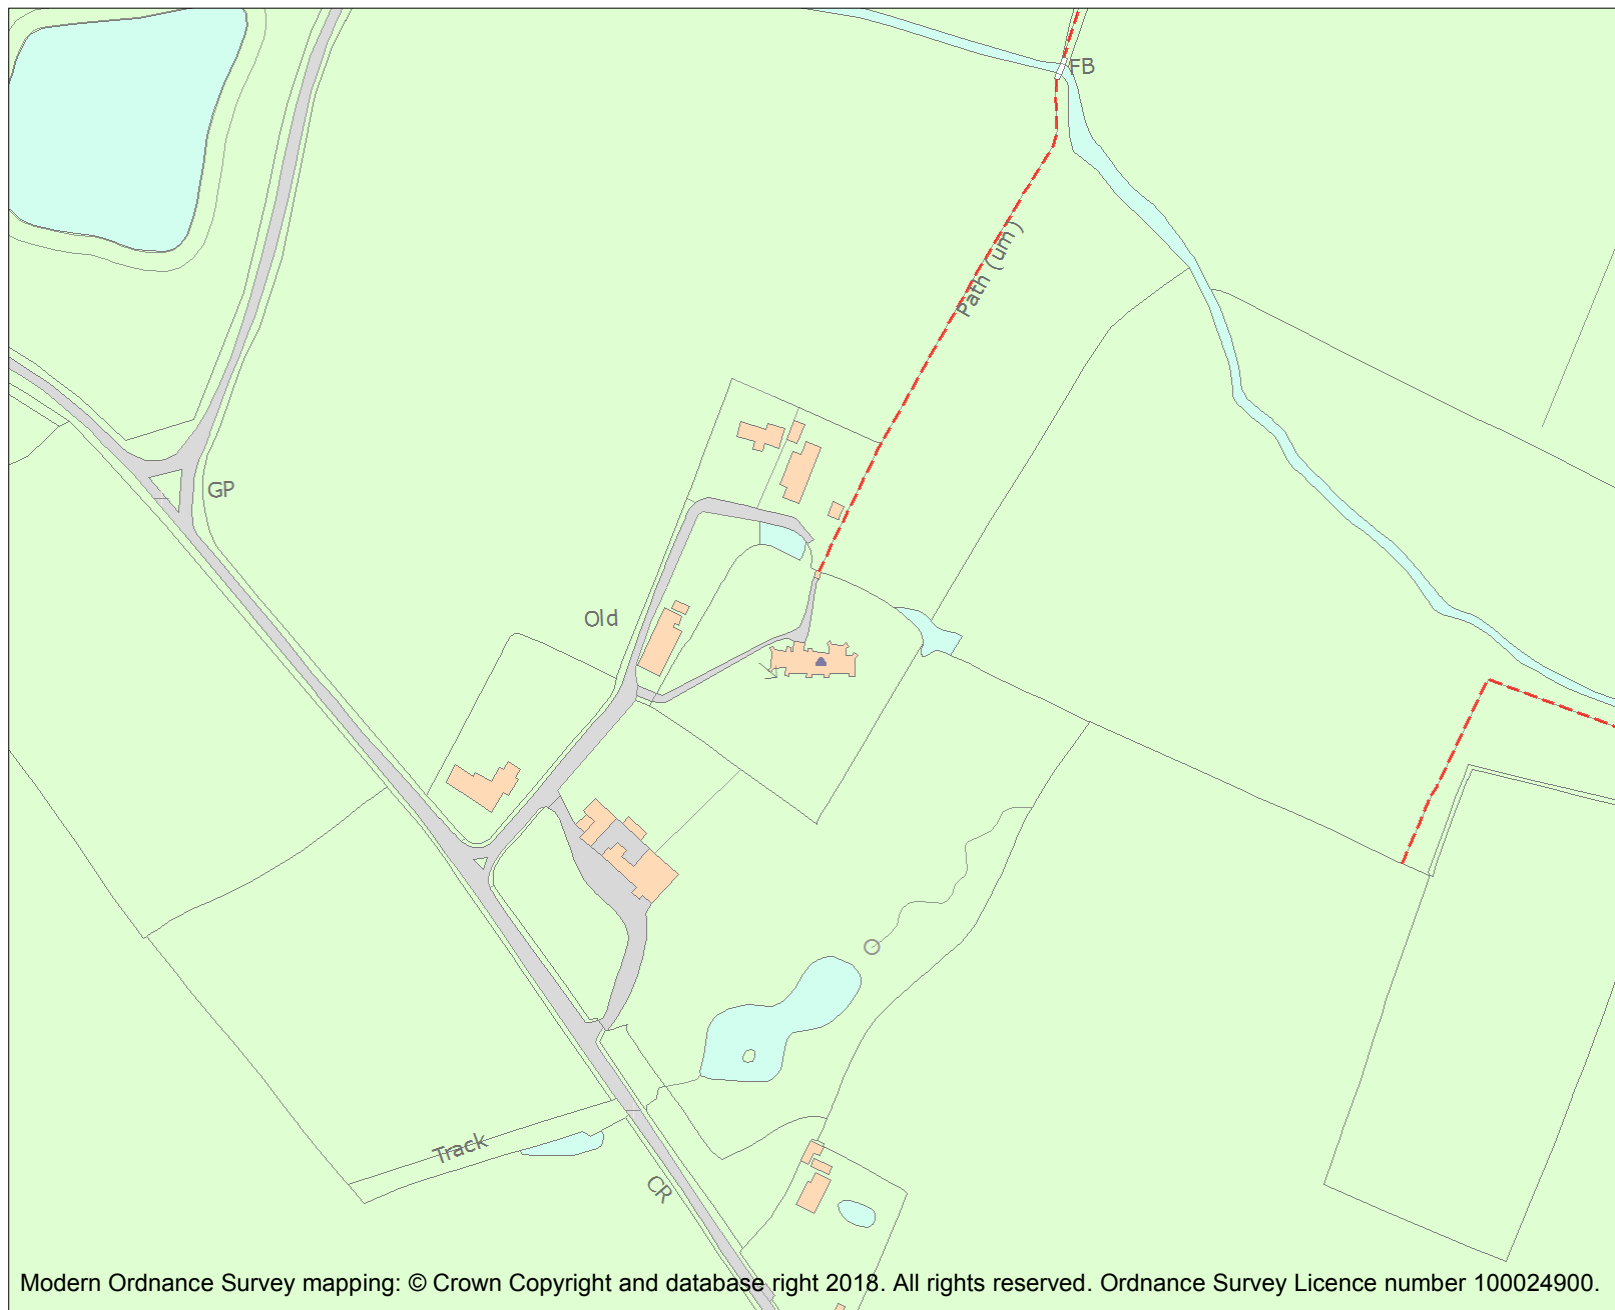 FB
Path (um)
GP
Old
Track
CR
Modern Ordnance Survey mapping: © Crown Copyright and database right 2018. All rights reserved. Ordnance Survey Licence number 100024900.